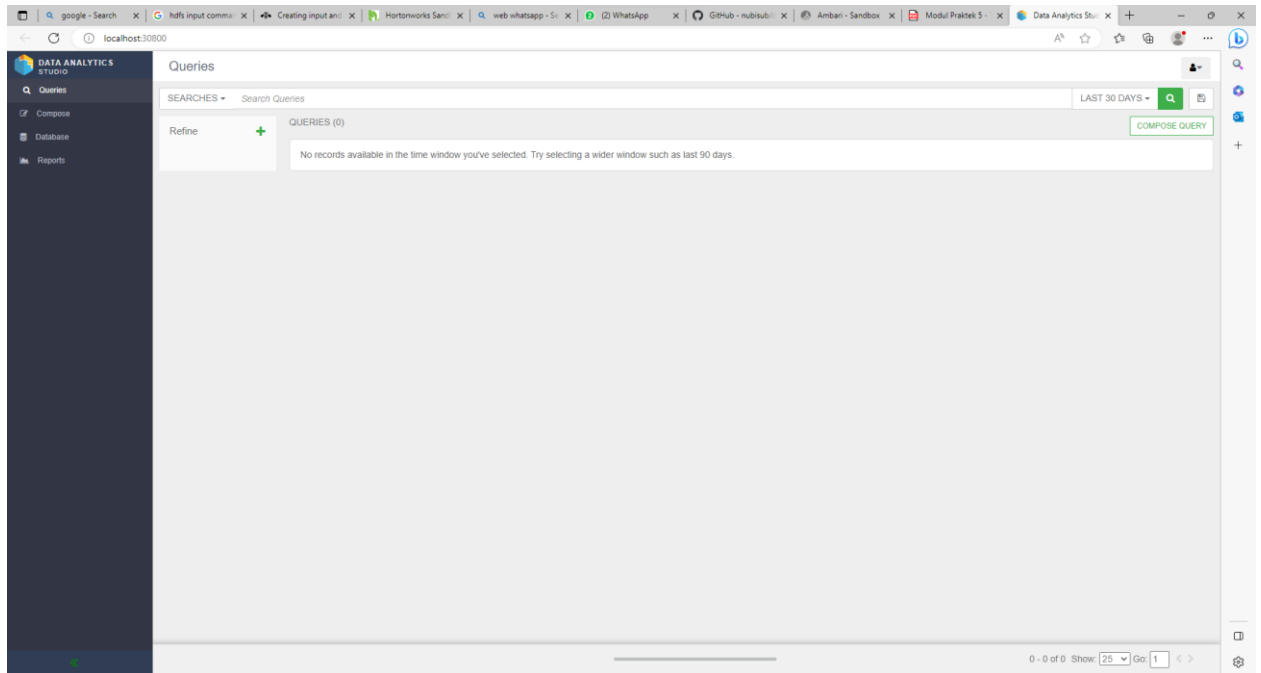 google - Search
hdfs input comma
Creating input and
Hortonworks Sand
web whatsapp - Se
(2) WhatsApp
GitHub - nubisub
Ambari - Sandbox
Modul Praktek 5 -
Data Analytics Stud
localhost:30800
DATA ANALYTICS
STUDIO
Queries
Queries
Compose
Database
Reports
SEARCHES
Search Queries
LAST 30 DAYS
Refine
QUERIES (0)
COMPOSE QUERY
No records available in the time window you've selected. Try selecting a wider window such as last 90 days.
0 - 0 of 0 Show: 25 Go: 1